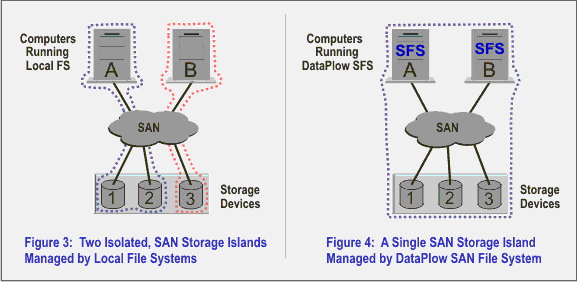 Computers
Running
Local FS
A
B
SAN
1
2
3
Storage
Devices
Figure 3: Two Isolated, SAN Storage Islands
Managed by Local File Systems
Computers
Running
DataPlow SFS
SFS
A
SFS
B
SAN
1
2
3
Storage
Devices
Figure 4: A Single SAN Storage Island
Managed by DataPlow SAN File System